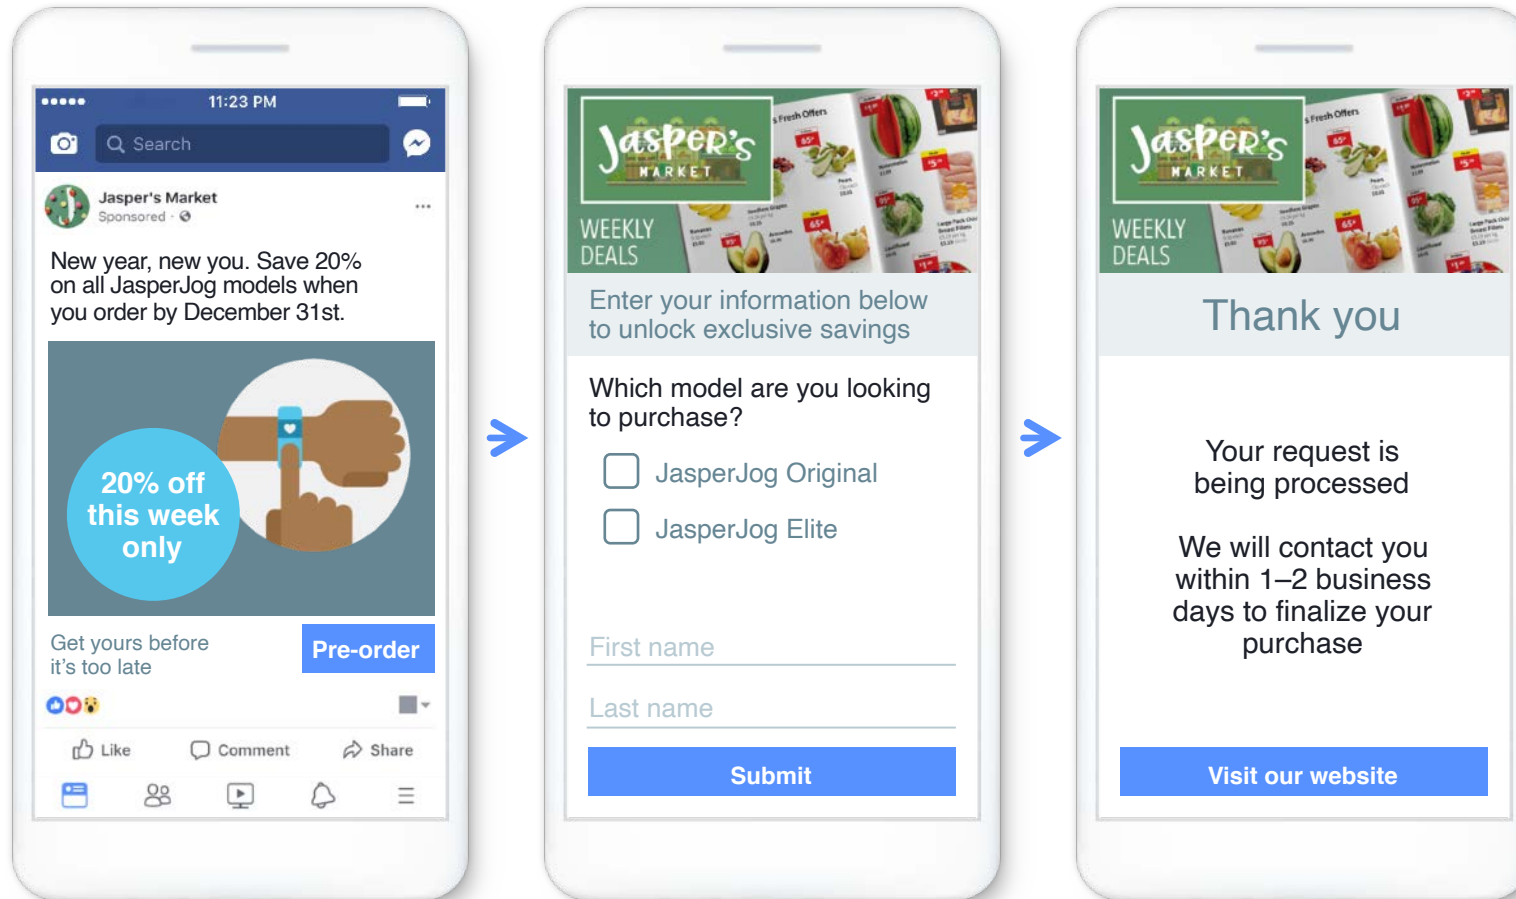 11:23 PM
Search
Jasper's Market
Sponsored
New year, new you. Save 20%
on all JasperJog models when
you order by December 31st.
20% off
this week
only
Get yours before
it's too late
Pre-order
Like
Comment
Share
Jasper's
MARKET
WEEKLY
DEALS
s Fresh Offers
Enter your information below
to unlock exclusive savings
Which model are you looking
to purchase?
JasperJog Original
JasperJog Elite
First name
Last name
Submit
Jasper's
MARKET
WEEKLY
DEALS
s Fresh Offers
Thank you
Your request is
being processed
We will contact you
within 1–2 business
days to finalize your
purchase
Visit our website